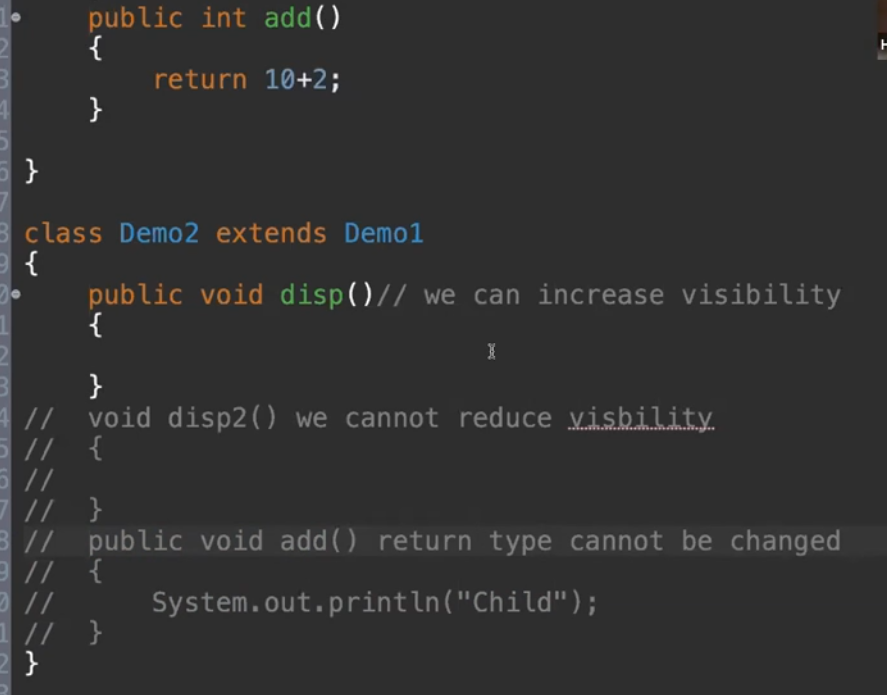 public int add()
{
return 10+2;
}
}
class Demo2 extends Demo1
{
public void disp()// we can increase visibility
{
}
// void disp2() we cannot reduce visbility
// {
//
// }
// public void add() return type cannot be changed
// {
// System.out.println("Child");
// }
}